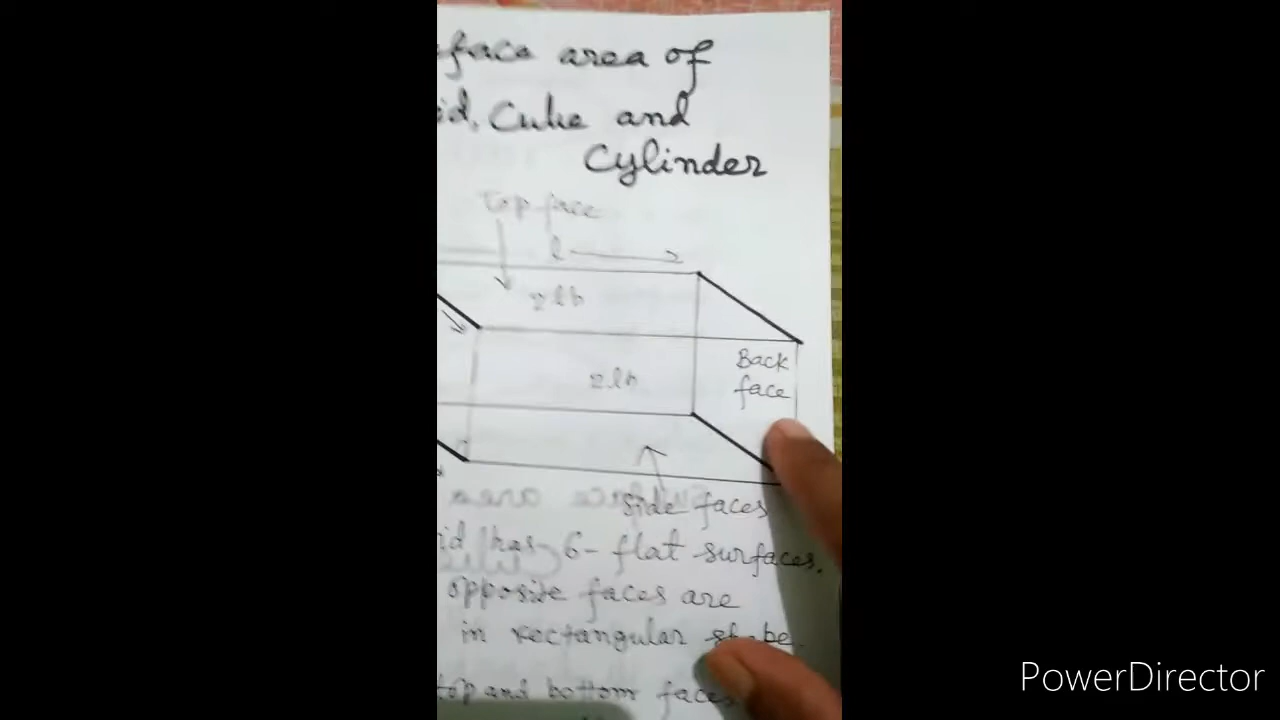 face area of
id, Cube and
Cylinder
Top face
l
2lb
2lh
Back
face
Side faces
id has 6- flat surfaces.
opposite faces are
in rectangular shape.
top and bottom faces
PowerDirector